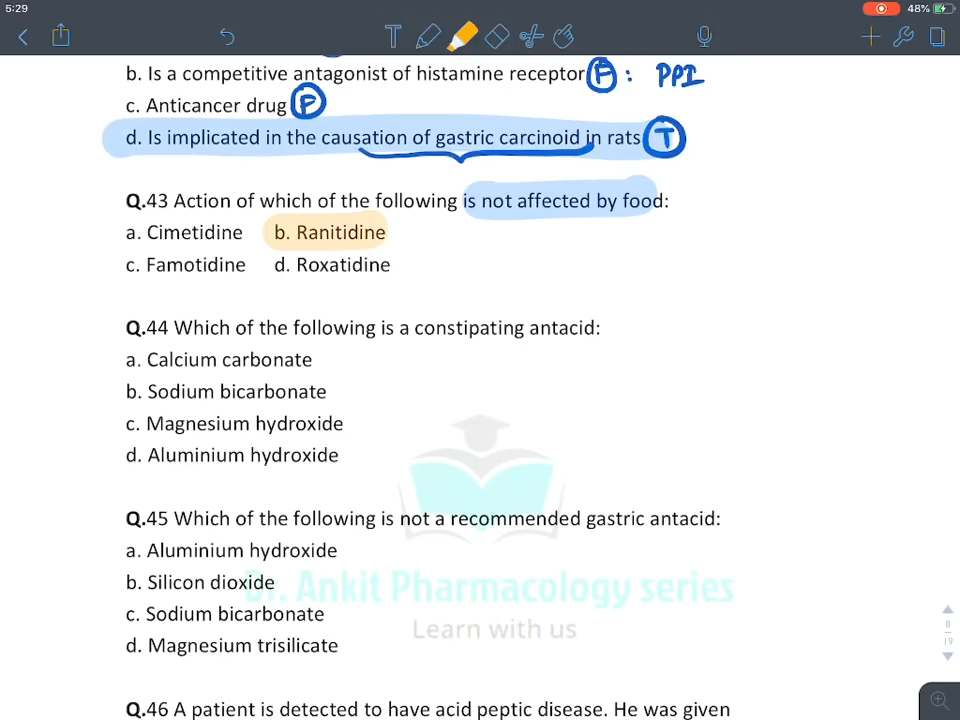 5:29
48%
T
b. Is a competitive antagonist of histamine receptor F : PPI
c. Anticancer drug F
d. Is implicated in the causation of gastric carcinoid in rats T
Q.43 Action of which of the following is not affected by food:
a. Cimetidine b. Ranitidine
c. Famotidine d. Roxatidine
Q.44 Which of the following is a constipating antacid:
a. Calcium carbonate
b. Sodium bicarbonate
c. Magnesium hydroxide
d. Aluminium hydroxide
Q.45 Which of the following is not a recommended gastric antacid:
a. Aluminium hydroxide
b. Silicon dioxide
Dr. Ankit Pharmacology series
c. Sodium bicarbonate
Learn with us
d. Magnesium trisilicate
8
19
Q.46 A patient is detected to have acid peptic disease. He was given